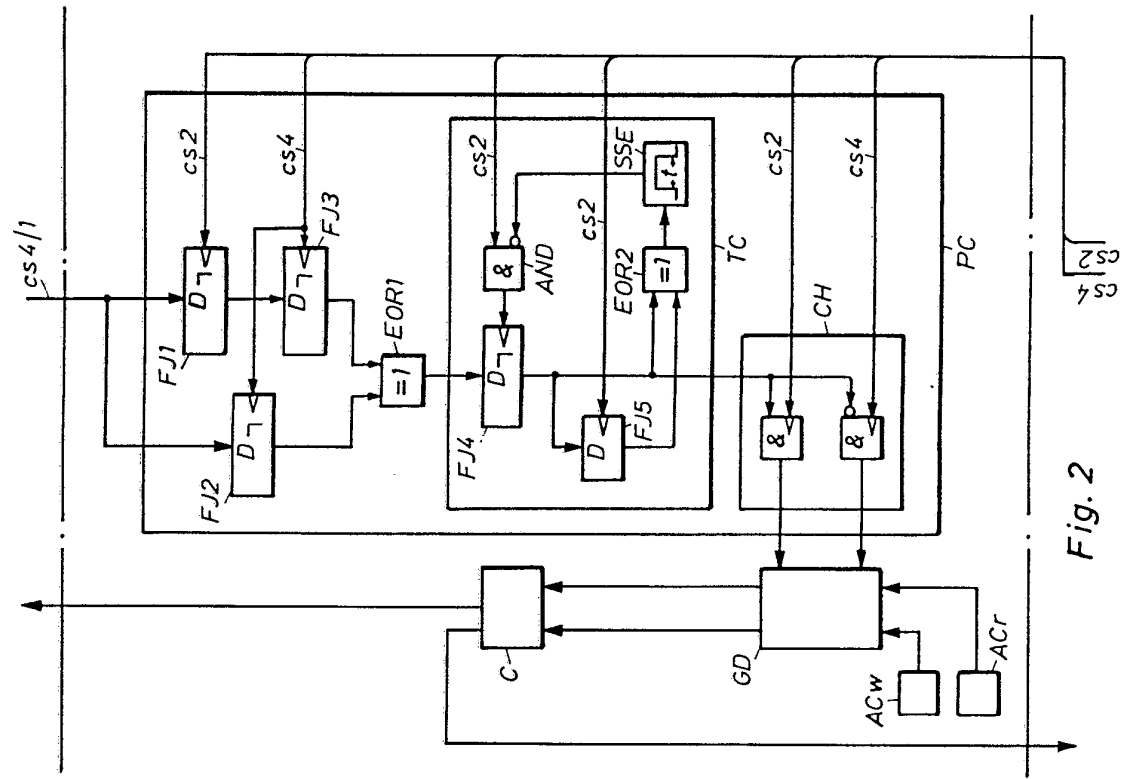 cs4/1
cs2
cs4
D
FJ1
D
FJ3
D
FJ2
=1
EOR1
cs2
&
AND
SSE
t
cs2
D
FJ4
=1
EOR2
D
FJ5
TC
cs2
cs4
CH
&
&
PC
cs2
cs4
C
GD
ACw
ACr
Fig. 2